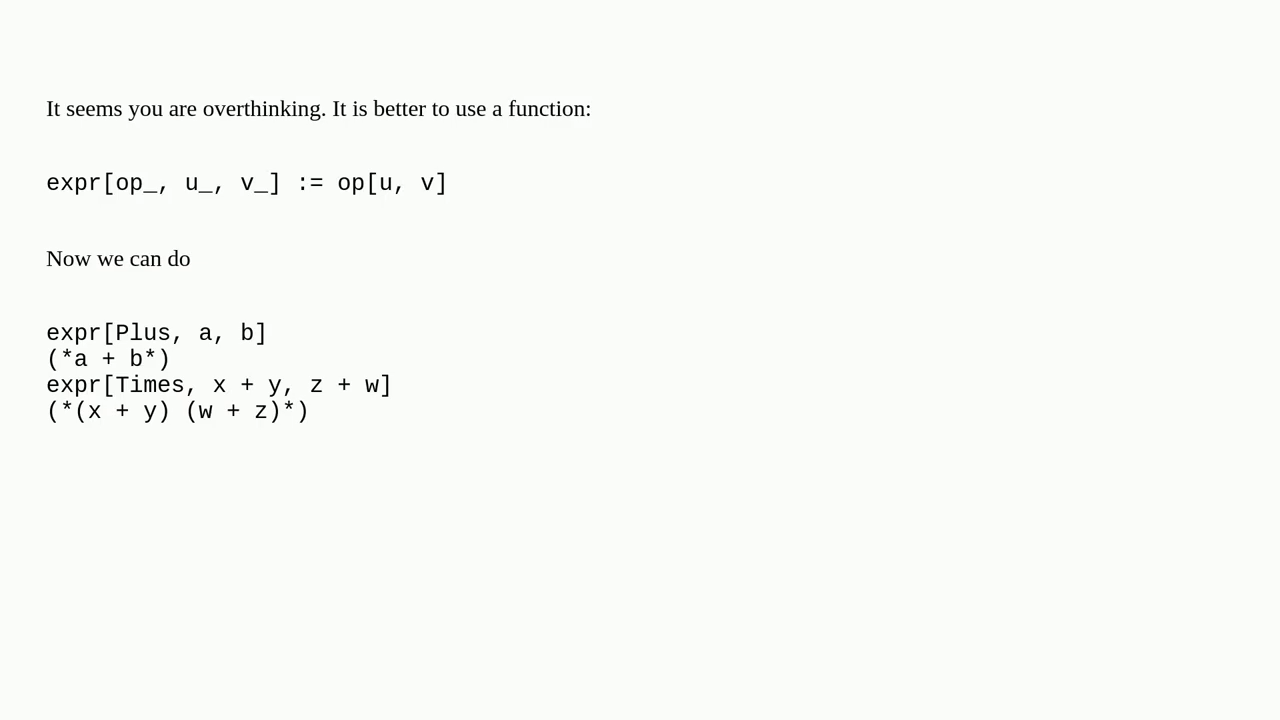 It seems you are overthinking. It is better to use a function:
expr[op_, u_, v_] := op[u, v]
Now we can do
expr[Plus, a, b]
(*a + b*)
expr[Times, x + y, z + w]
(*(x + y) (w + z)*)